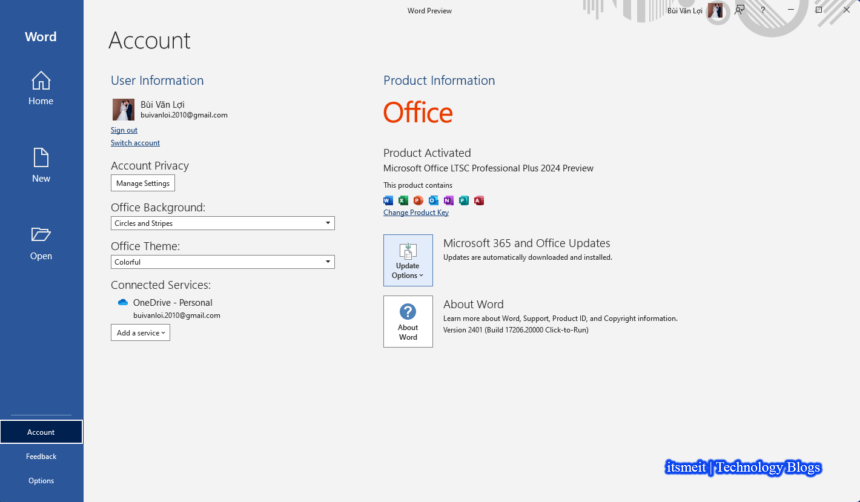 Word Preview
Bùi Văn Lợi
?
Word
Home
New
Open
Account
Feedback
Options
Account
User Information
Bùi Văn Lợi
buivanloi.2010@gmail.com
Sign out
Switch account
Account Privacy
Manage Settings
Office Background:
Circles and Stripes
Office Theme:
Colorful
Connected Services:
OneDrive - Personal
buivanloi.2010@gmail.com
Add a service
Product Information
Office
Product Activated
Microsoft Office LTSC Professional Plus 2024 Preview
This product contains
W X P O N P A
Change Product Key
Update
Options
Microsoft 365 and Office Updates
Updates are automatically downloaded and installed.
?
About
Word
About Word
Learn more about Word, Support, Product ID, and Copyright information.
Version 2401 (Build 17206.20000 Click-to-Run)
itsmeit | Technology Blogs